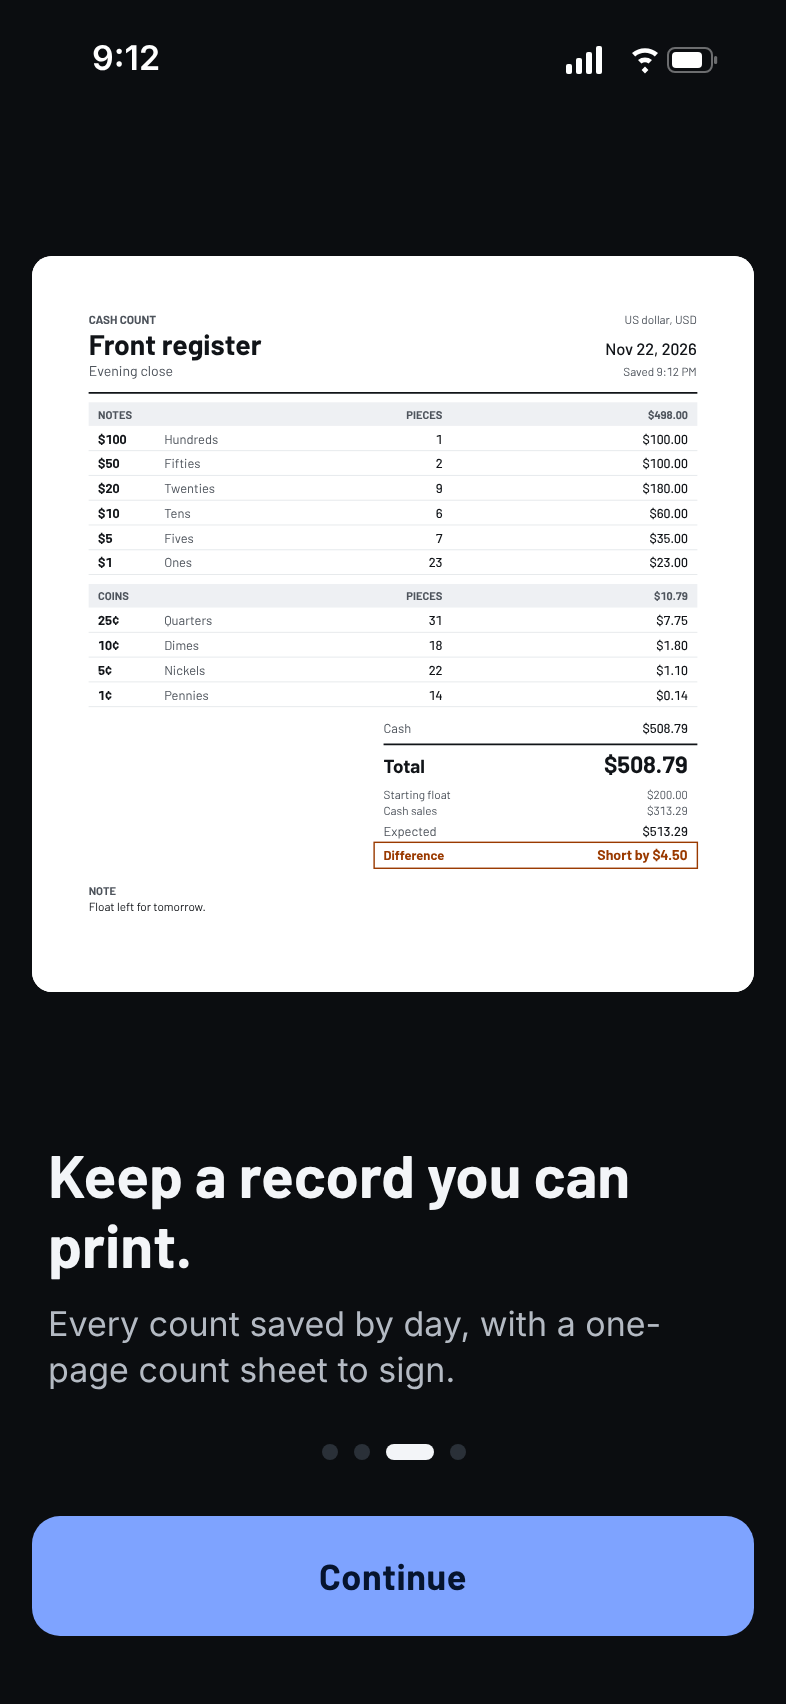 9:12
CASH COUNT
US dollar, USD
Front register
Nov 22, 2026
Evening close
Saved 9:12 PM
NOTES PIECES $498.00
$100 Hundreds 1 $100.00
$50 Fifties 2 $100.00
$20 Twenties 9 $180.00
$10 Tens 6 $60.00
$5 Fives 7 $35.00
$1 Ones 23 $23.00
COINS PIECES $10.79
25¢ Quarters 31 $7.75
10¢ Dimes 18 $1.80
5¢ Nickels 22 $1.10
1¢ Pennies 14 $0.14
Cash $508.79
Total $508.79
Starting float $200.00
Cash sales $313.29
Expected $513.29
Difference Short by $4.50
NOTE
Float left for tomorrow.
Keep a record you can
print.
Every count saved by day, with a one-
page count sheet to sign.
Continue